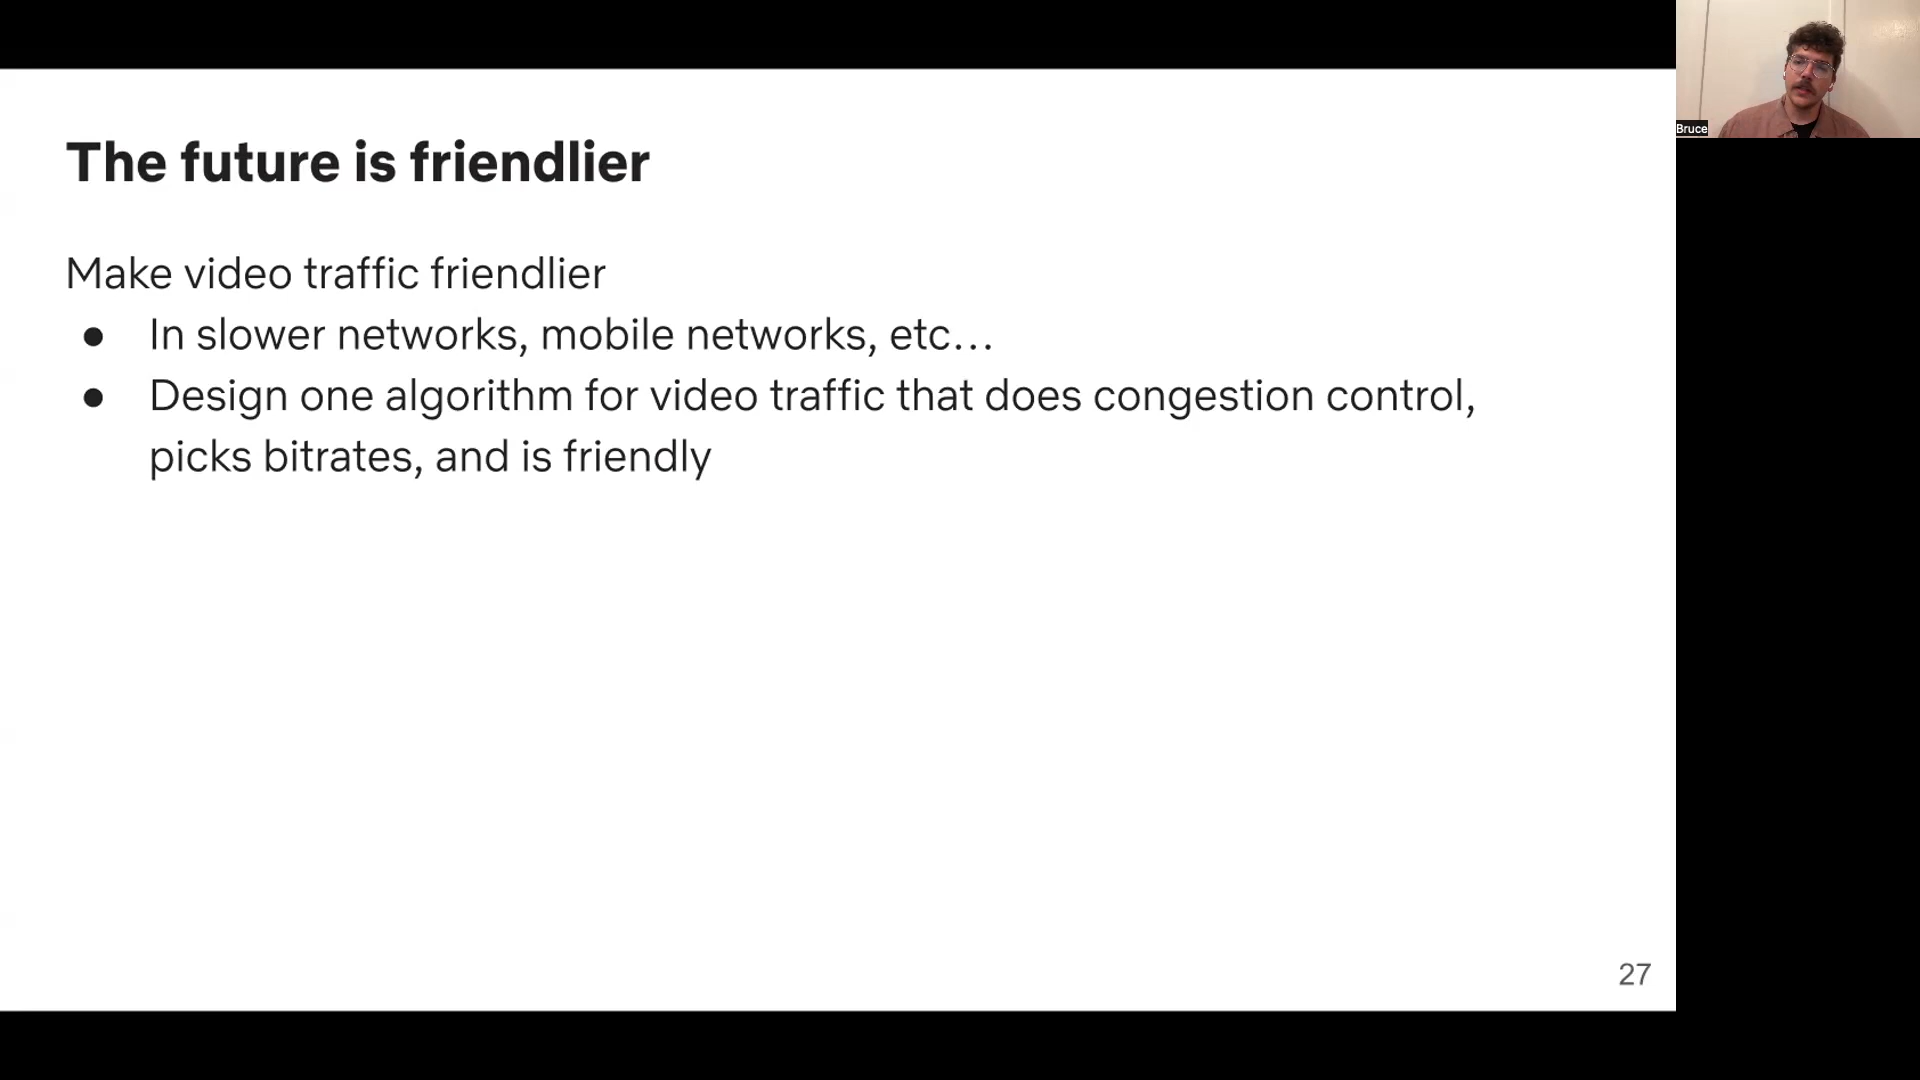 The future is friendlier
Make video traffic friendlier
● In slower networks, mobile networks, etc…
● Design one algorithm for video traffic that does congestion control,
picks bitrates, and is friendly
27
Bruce